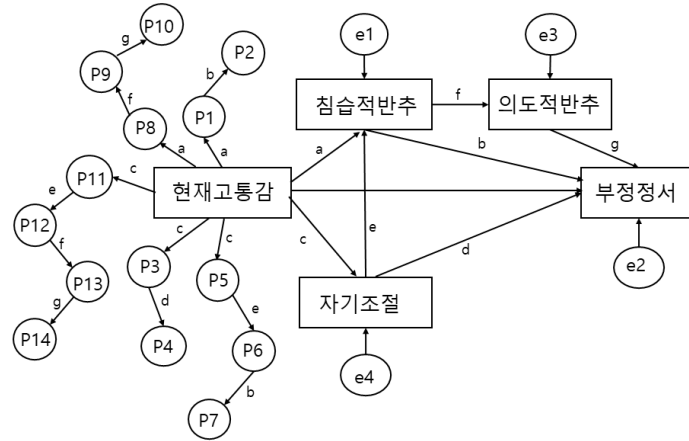 P10
g
P9
P2
f
b
P8
P1
a
a
e1
e3
침습적반추
f
의도적반추
a
b
g
P11
c
현재고통감
부정정서
e
P12
f
P13
g
P14
c
c
c
e
d
P3
P5
d
e
P4
P6
b
P7
자기조절
e2
e4